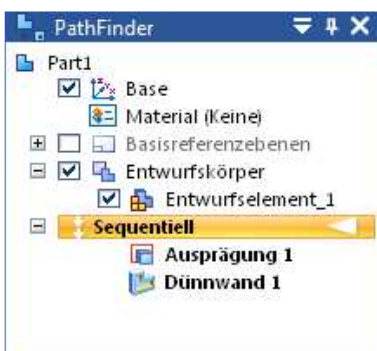 PathFinder
Part1
Base
Material (Keine)
Basisreferenzebenen
Entwurfskörper
Entwurfselement_1
Sequentiell
Ausprägung 1
Dünnwand 1